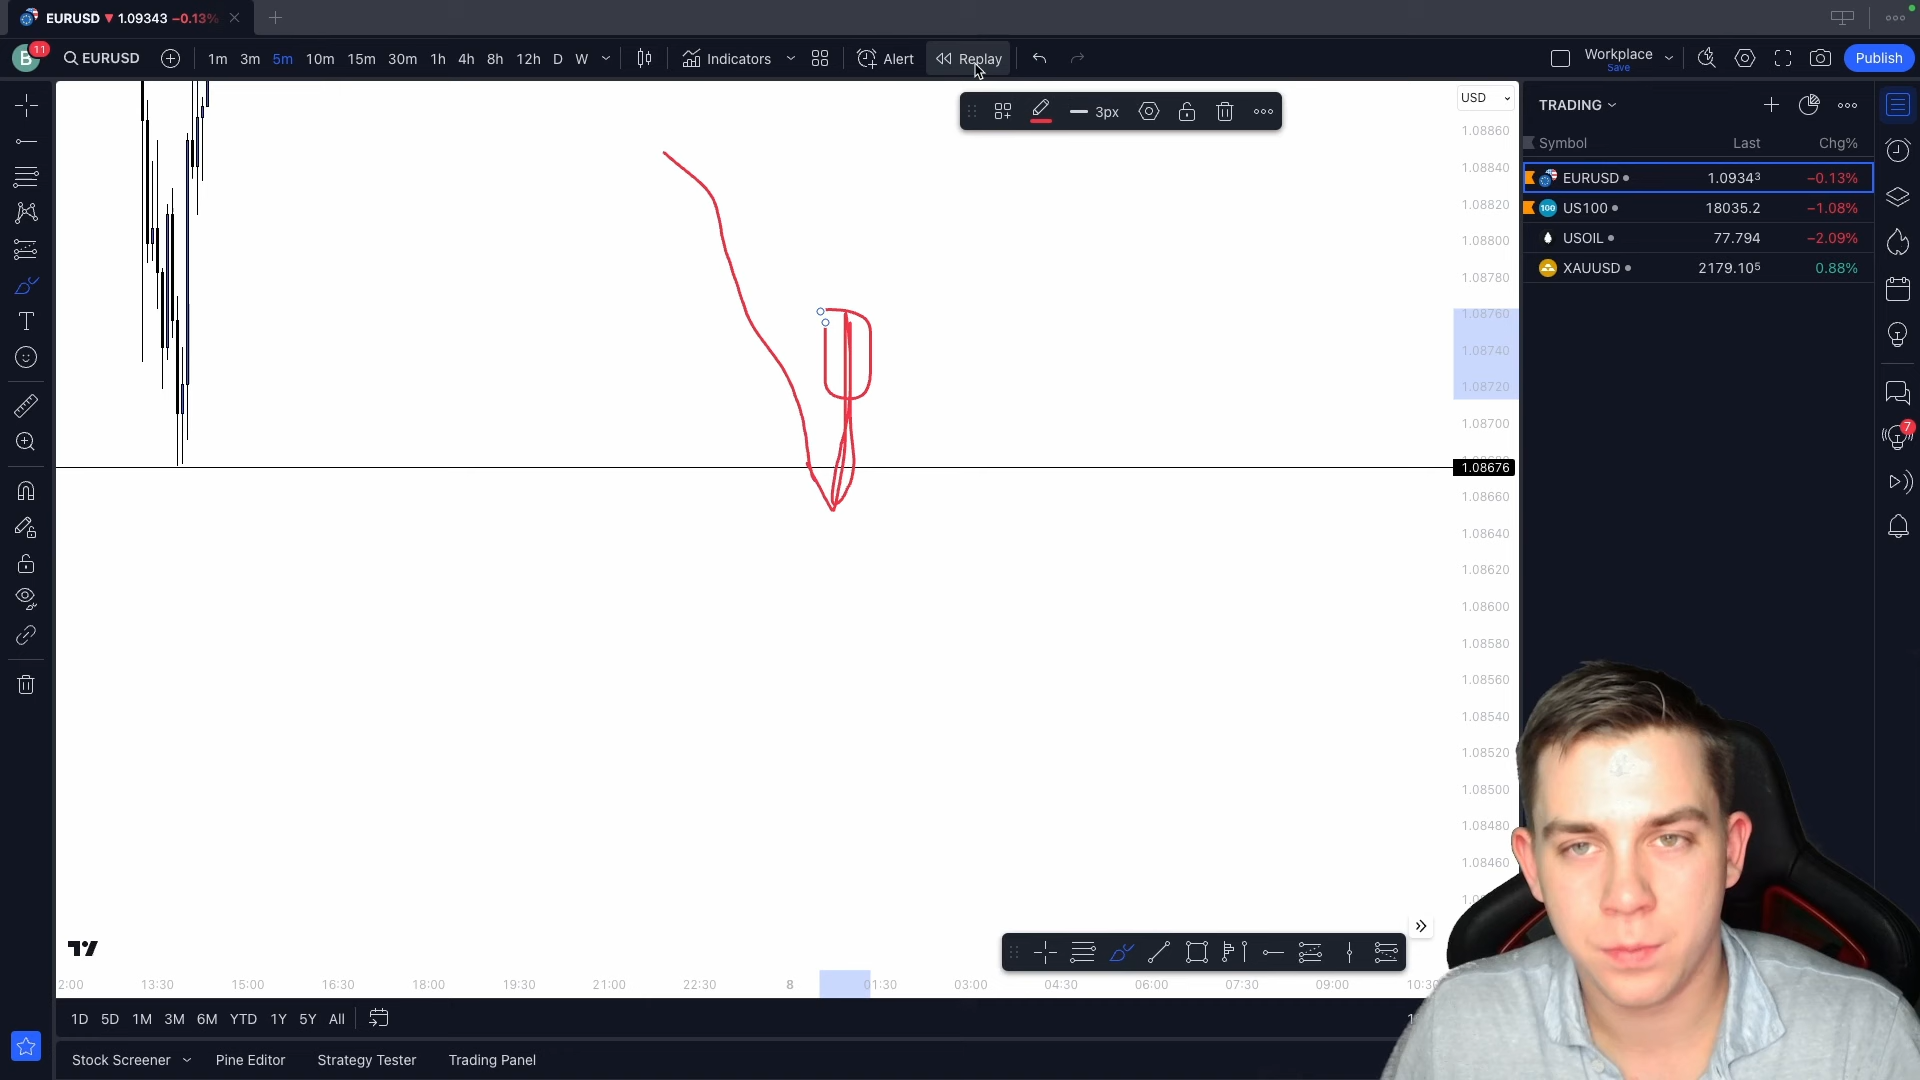 EURUSD 1.09343 −0.13%
B 11 EURUSD 1m 3m 5m 10m 15m 30m 1h 4h 8h 12h D W Indicators Alert Replay Workplace Save Publish
3px
USD
TRADING
Symbol Last Chg%
EURUSD 1.09343 −0.13%
100 US100 18035.2 −1.08%
USOIL 77.794 −2.09%
XAUUSD 2179.105 0.88%
7
1.08860
1.08840
1.08820
1.08800
1.08780
1.08760
1.08740
1.08720
1.08700
1.08676
1.08660
1.08640
1.08620
1.08600
1.08580
1.08560
1.08540
1.08520
1.08500
1.08480
1.08460
2:00 13:30 15:00 16:30 18:00 19:30 21:00 22:30 8 01:30 03:00 04:30 06:00 07:30 09:00 10:30
1D 5D 1M 3M 6M YTD 1Y 5Y All
Stock Screener Pine Editor Strategy Tester Trading Panel